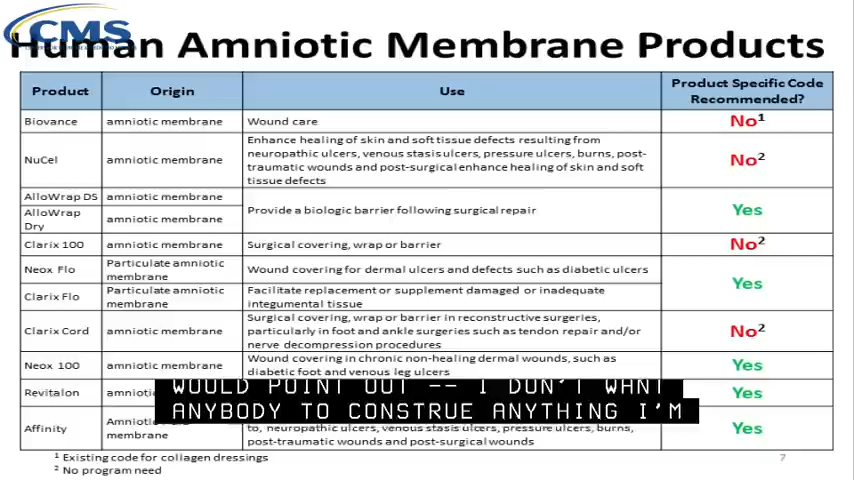 CMS
Human Amniotic Membrane Products
Product Origin Use Product Specific Code Recommended?
Biovance amniotic membrane Wound care No¹
NuCel amniotic membrane Enhance healing of skin and soft tissue defects resulting from
neuropathic ulcers, venous stasis ulcers, pressure ulcers, burns, post-
traumatic wounds and post-surgical enhance healing of skin and soft
tissue defects No²
AlloWrap DS amniotic membrane
AlloWrap Dry amniotic membrane Provide a biologic barrier following surgical repair Yes
Clarix 100 amniotic membrane Surgical covering, wrap or barrier No²
Neox Flo Particulate amniotic membrane Wound covering for dermal ulcers and defects such as diabetic ulcers
Yes
Clarix Flo Particulate amniotic membrane Facilitate replacement or supplement damaged or inadequate
integumental tissue
Clarix Cord amniotic membrane Surgical covering, wrap or barrier in reconstructive surgeries,
particularly in foot and ankle surgeries such as tendon repair and/or
nerve decompression procedures No²
Neox 100 amniotic membrane Wound covering in chronic non-healing dermal wounds, such as
diabetic foot and venous leg ulcers Yes
Revitalon Yes
Affinity membrane
to, neuropathic ulcers, venous stasis ulcers, pressure ulcers, burns,
post-traumatic wounds and post-surgical wounds Yes
WOULD POINT OUT -- I DON'T WANT
ANYBODY TO CONSTRUE ANYTHING I'M
¹ Existing code for collagen dressings
² No program need
7